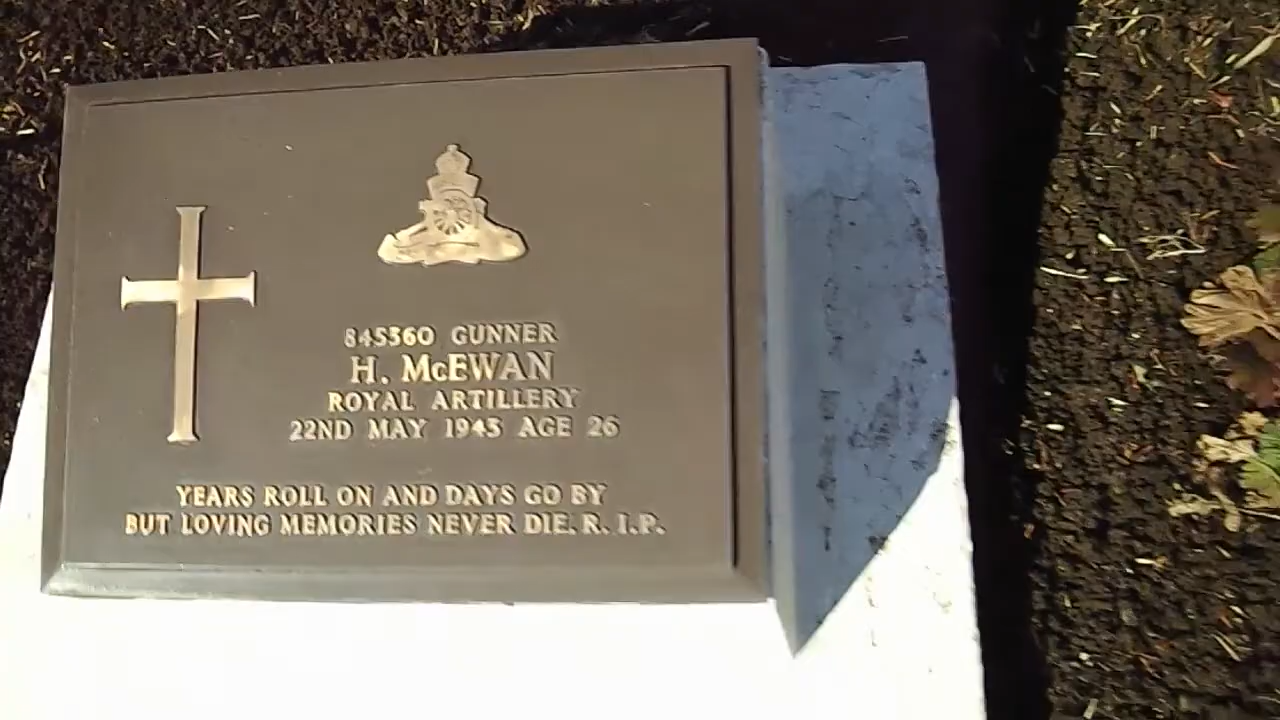 845560 GUNNER
H. McEWAN
ROYAL ARTILLERY
22ND MAY 1945 AGE 26
YEARS ROLL ON AND DAYS GO BY
BUT LOVING MEMORIES NEVER DIE. R. I. P.